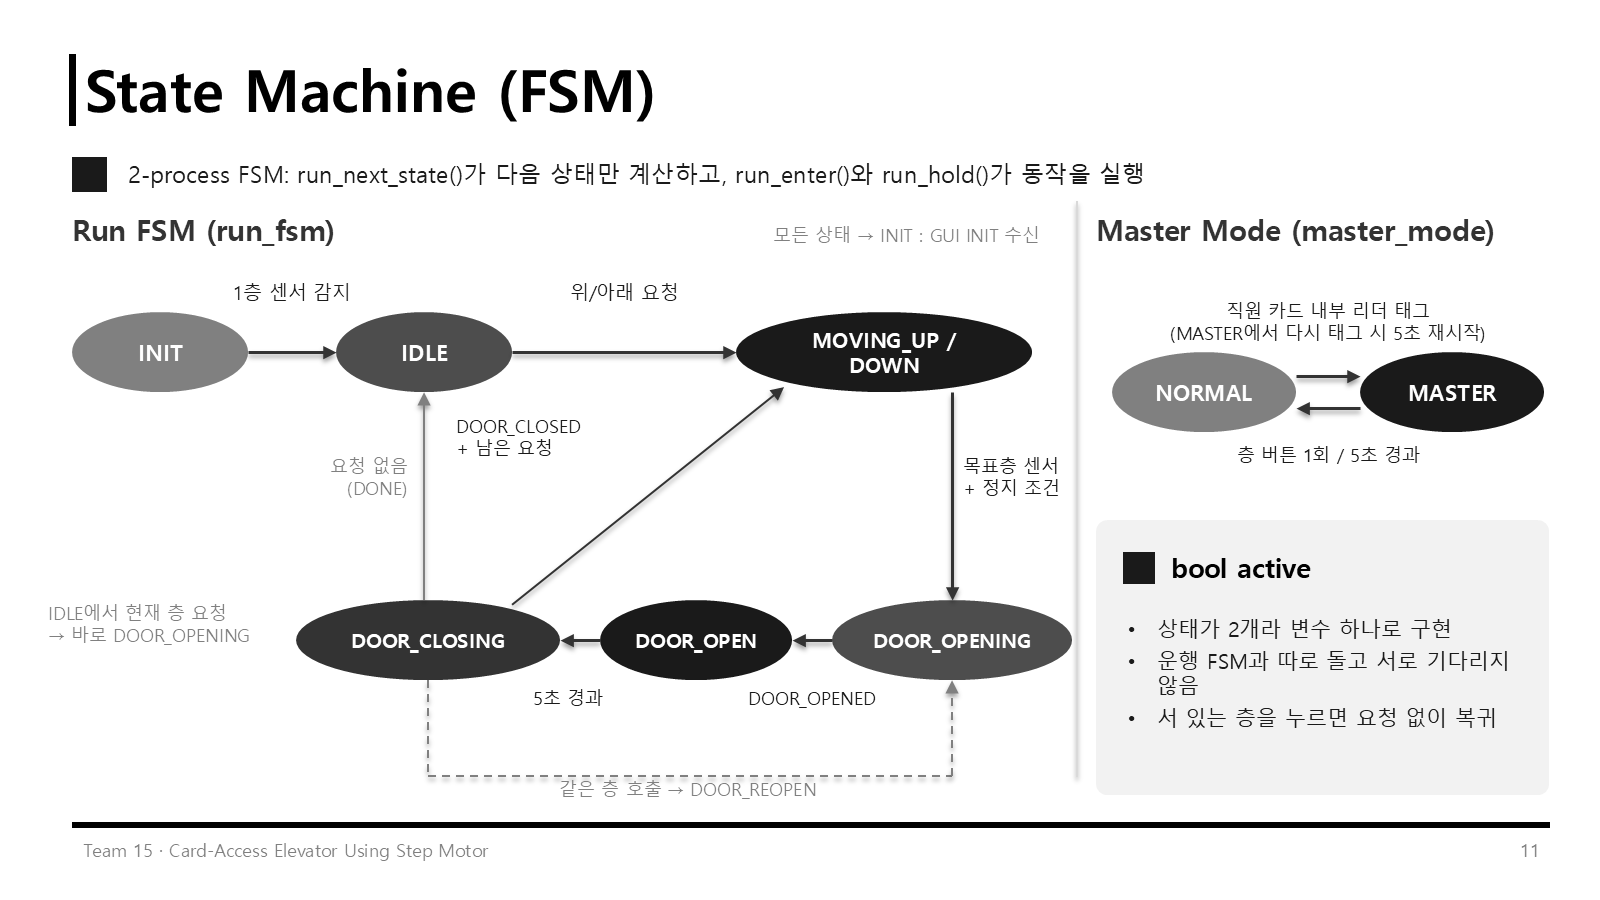 State Machine (FSM)
2-process FSM: run_next_state()가 다음 상태만 계산하고, run_enter()와 run_hold()가 동작을 실행
Run FSM (run_fsm)
모든 상태 → INIT : GUI INIT 수신
1층 센서 감지
위/아래 요청
INIT
IDLE
MOVING_UP /
DOWN
DOOR_CLOSED
+ 남은 요청
요청 없음
(DONE)
목표층 센서
+ 정지 조건
IDLE에서 현재 층 요청
→ 바로 DOOR_OPENING
DOOR_CLOSING
DOOR_OPEN
DOOR_OPENING
5초 경과
DOOR_OPENED
같은 층 호출 → DOOR_REOPEN
Master Mode (master_mode)
직원 카드 내부 리더 태그
(MASTER에서 다시 태그 시 5초 재시작)
NORMAL
MASTER
층 버튼 1회 / 5초 경과
bool active
• 상태가 2개라 변수 하나로 구현
• 운행 FSM과 따로 돌고 서로 기다리지
않음
• 서 있는 층을 누르면 요청 없이 복귀
Team 15 · Card-Access Elevator Using Step Motor
11